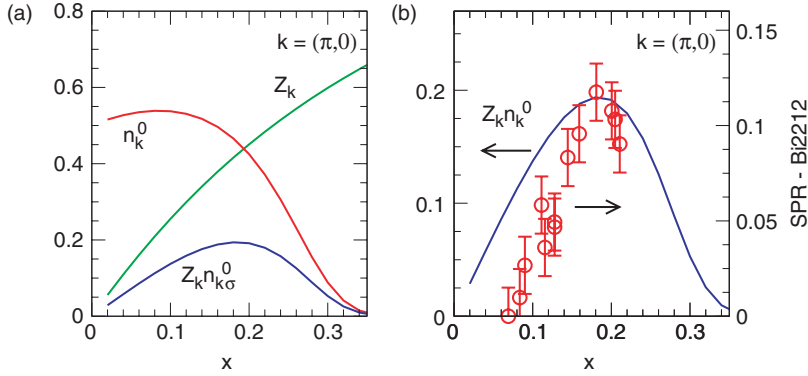 (a)
k = (π,0)
0.8
0.6
0.4
0.2
0
Z_k
n_k^0
Z_k n_{kσ}^0
0
0.1
0.2
0.3
x
(b)
k = (π,0)
0.2
0.1
0
Z_k n_k^0
0.15
0.1
0.05
0
SPR - Bi2212
0
0.1
0.2
0.3
x